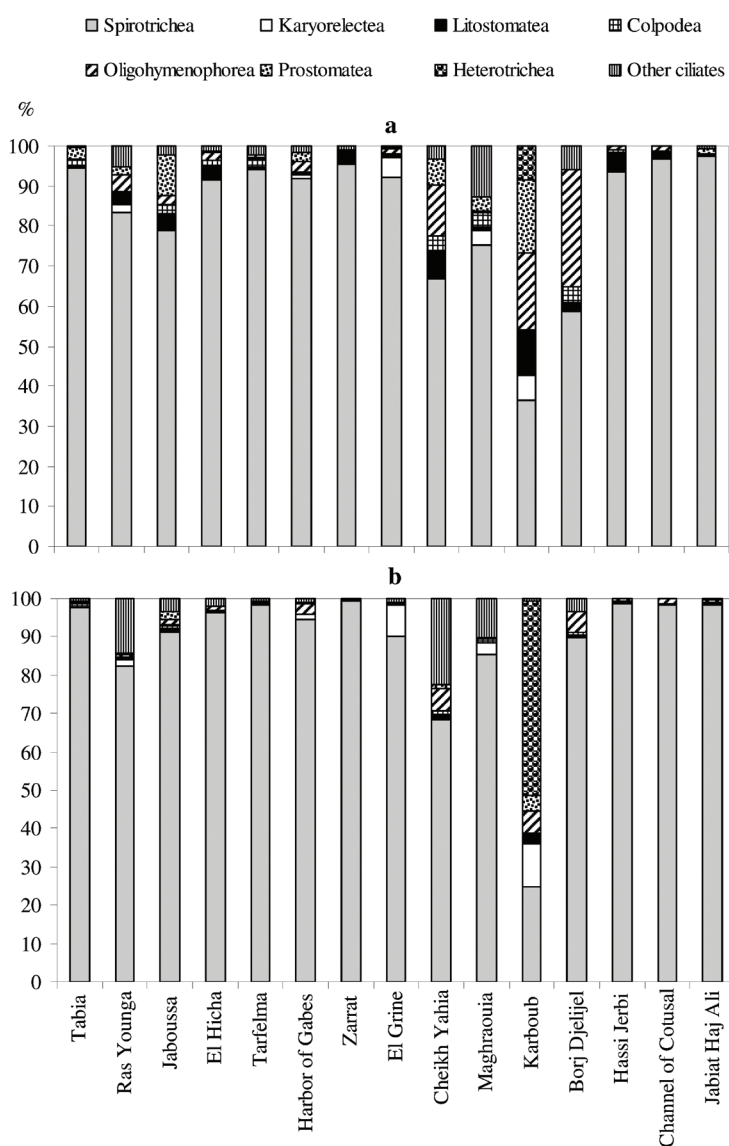 Spirotrichea Karyorelectea Litostomatea Colpodea
Oligohymenophorea Prostomatea Heterotrichea Other ciliates
%
a
100
90
80
70
60
50
40
30
20
10
0
b
100
90
80
70
60
50
40
30
20
10
0
Tabia
Ras Younga
Jaboussa
El Hicha
Tarfelma
Harbor of Gabes
Zarrat
El Grine
Cheikh Yahia
Maghraouia
Karboub
Borj Djelijel
Hassi Jerbi
Channel of Cotusal
Jabiat Haj Ali